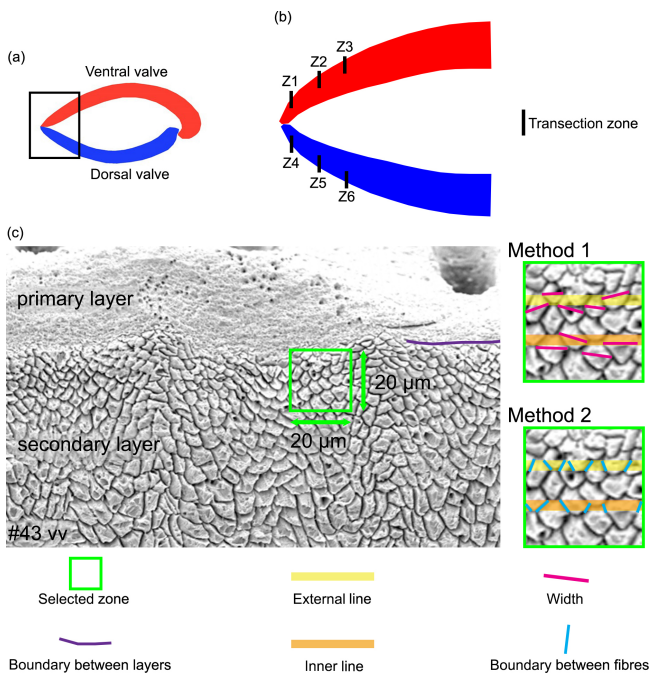 (a)
Ventral valve
Dorsal valve
(b)
Z1
Z2
Z3
Z4
Z5
Z6
Transection zone
(c)
primary layer
secondary layer
20 µm
20 µm
#43 vv
Method 1
Method 2
Selected zone
External line
Width
Boundary between layers
Inner line
Boundary between fibres